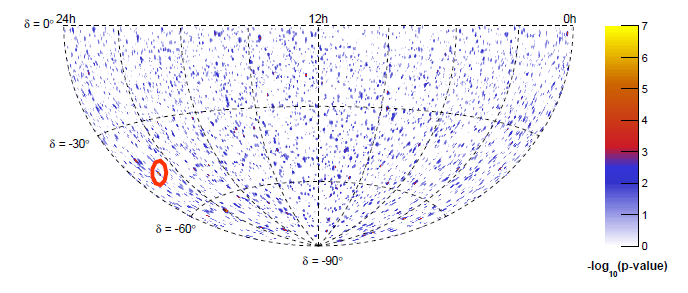 δ = 0° 24h 12h 0h
δ = -30°
δ = -60°
δ = -90°
7
6
5
4
3
2
1
0
-log10(p-value)